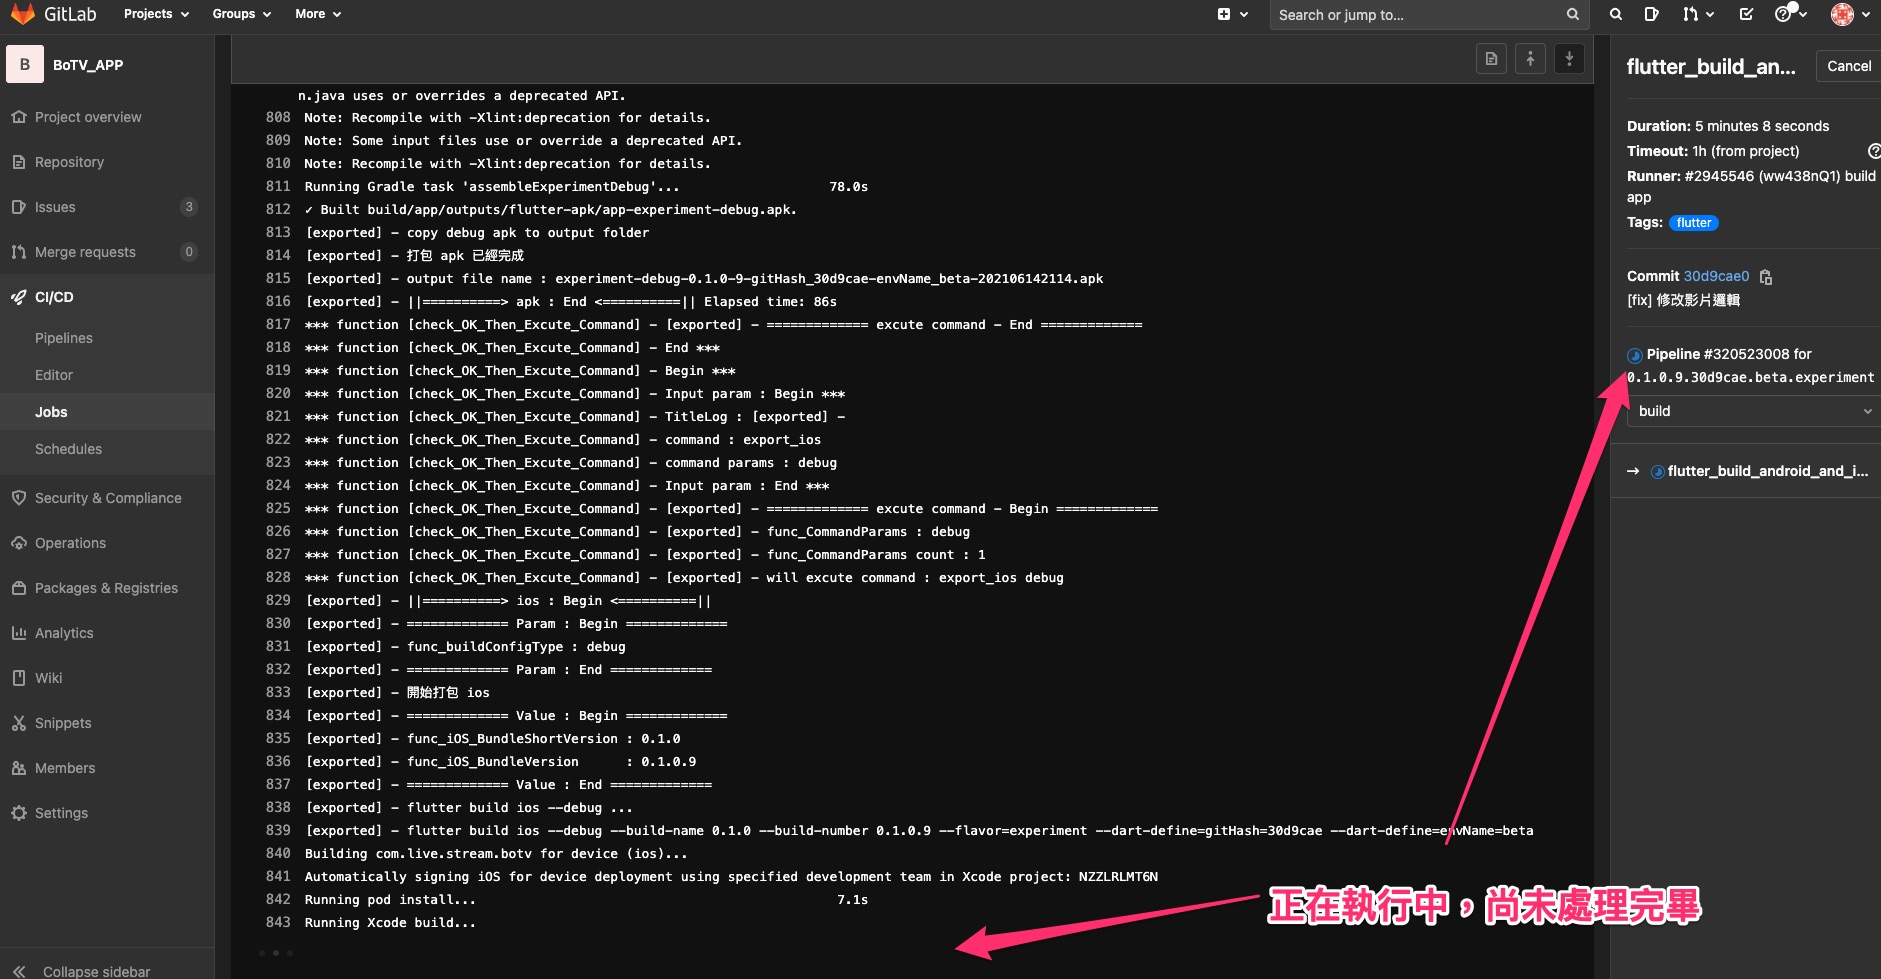 GitLab
Projects
Groups
More
Search or jump to...
B
BoTV_APP
Project overview
Repository
Issues
3
Merge requests
0
CI/CD
Pipelines
Editor
Jobs
Schedules
Security & Compliance
Operations
Packages & Registries
Analytics
Wiki
Snippets
Members
Settings
Collapse sidebar
n.java uses or overrides a deprecated API.
808 Note: Recompile with -Xlint:deprecation for details.
809 Note: Some input files use or override a deprecated API.
810 Note: Recompile with -Xlint:deprecation for details.
811 Running Gradle task 'assembleExperimentDebug'... 78.0s
812 ✓ Built build/app/outputs/flutter-apk/app-experiment-debug.apk.
813 [exported] - copy debug apk to output folder
814 [exported] - 打包 apk 已經完成
815 [exported] - output file name : experiment-debug-0.1.0-9-gitHash_30d9cae-envName_beta-202106142114.apk
816 [exported] - ||==========> apk : End <==========|| Elapsed time: 86s
817 *** function [check_OK_Then_Excute_Command] - [exported] - ============= excute command - End =============
818 *** function [check_OK_Then_Excute_Command] - End ***
819 *** function [check_OK_Then_Excute_Command] - Begin ***
820 *** function [check_OK_Then_Excute_Command] - Input param : Begin ***
821 *** function [check_OK_Then_Excute_Command] - TitleLog : [exported] -
822 *** function [check_OK_Then_Excute_Command] - command : export_ios
823 *** function [check_OK_Then_Excute_Command] - command params : debug
824 *** function [check_OK_Then_Excute_Command] - Input param : End ***
825 *** function [check_OK_Then_Excute_Command] - [exported] - ============= excute command - Begin =============
826 *** function [check_OK_Then_Excute_Command] - [exported] - func_CommandParams : debug
827 *** function [check_OK_Then_Excute_Command] - [exported] - func_CommandParams count : 1
828 *** function [check_OK_Then_Excute_Command] - [exported] - will excute command : export_ios debug
829 [exported] - ||==========> ios : Begin <==========||
830 [exported] - ============= Param : Begin =============
831 [exported] - func_buildConfigType : debug
832 [exported] - ============= Param : End =============
833 [exported] - 開始打包 ios
834 [exported] - ============= Value : Begin =============
835 [exported] - func_iOS_BundleShortVersion : 0.1.0
836 [exported] - func_iOS_BundleVersion : 0.1.0.9
837 [exported] - ============= Value : End =============
838 [exported] - flutter build ios --debug ...
839 [exported] - flutter build ios --debug --build-name 0.1.0 --build-number 0.1.0.9 --flavor=experiment --dart-define=gitHash=30d9cae --dart-define=envName=beta
840 Building com.live.stream.botv for device (ios)...
841 Automatically signing iOS for device deployment using specified development team in Xcode project: NZZLRLMT6N
842 Running pod install... 7.1s
843 Running Xcode build...
正在執行中，尚未處理完畢
flutter_build_an...
Cancel
Duration: 5 minutes 8 seconds
Timeout: 1h (from project)
Runner: #2945546 (ww438nQ1) build
app
Tags: flutter
Commit 30d9cae0
[fix] 修改影片邏輯
Pipeline #320523008 for
0.1.0.9.30d9cae.beta.experiment
build
→ flutter_build_android_and_i...